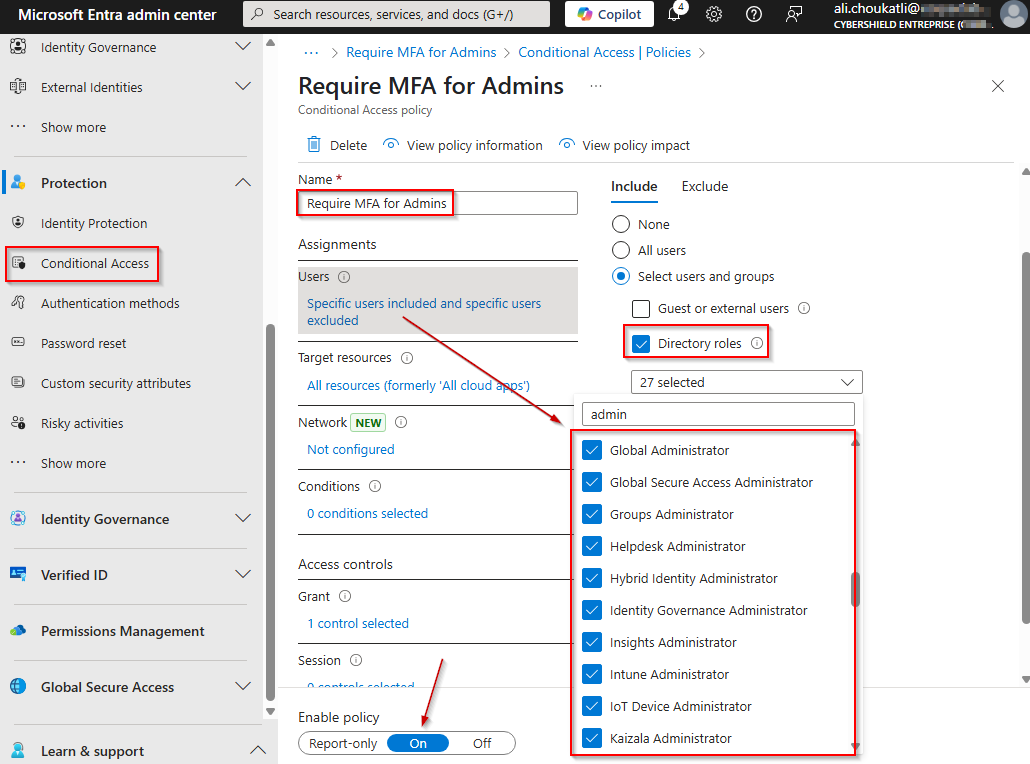 Microsoft Entra admin center
Search resources, services, and docs (G+/)
Copilot
4
ali.choukatli@
CYBERSHIELD ENTREPRISE (
Identity Governance
External Identities
Show more
Protection
Identity Protection
Conditional Access
Authentication methods
Password reset
Custom security attributes
Risky activities
Show more
Identity Governance
Verified ID
Permissions Management
Global Secure Access
Learn & support
··· > Require MFA for Admins > Conditional Access | Policies >
Require MFA for Admins ···
Conditional Access policy
Delete View policy information View policy impact
Name *
Require MFA for Admins
Assignments
Users
Specific users included and specific users
excluded
Target resources
All resources (formerly 'All cloud apps')
Network NEW
Not configured
Conditions
0 conditions selected
Access controls
Grant
1 control selected
Session
0 controls selected
Enable policy
Report-only On Off
Include Exclude
None
All users
Select users and groups
Guest or external users
Directory roles
27 selected
admin
Global Administrator
Global Secure Access Administrator
Groups Administrator
Helpdesk Administrator
Hybrid Identity Administrator
Identity Governance Administrator
Insights Administrator
Intune Administrator
IoT Device Administrator
Kaizala Administrator